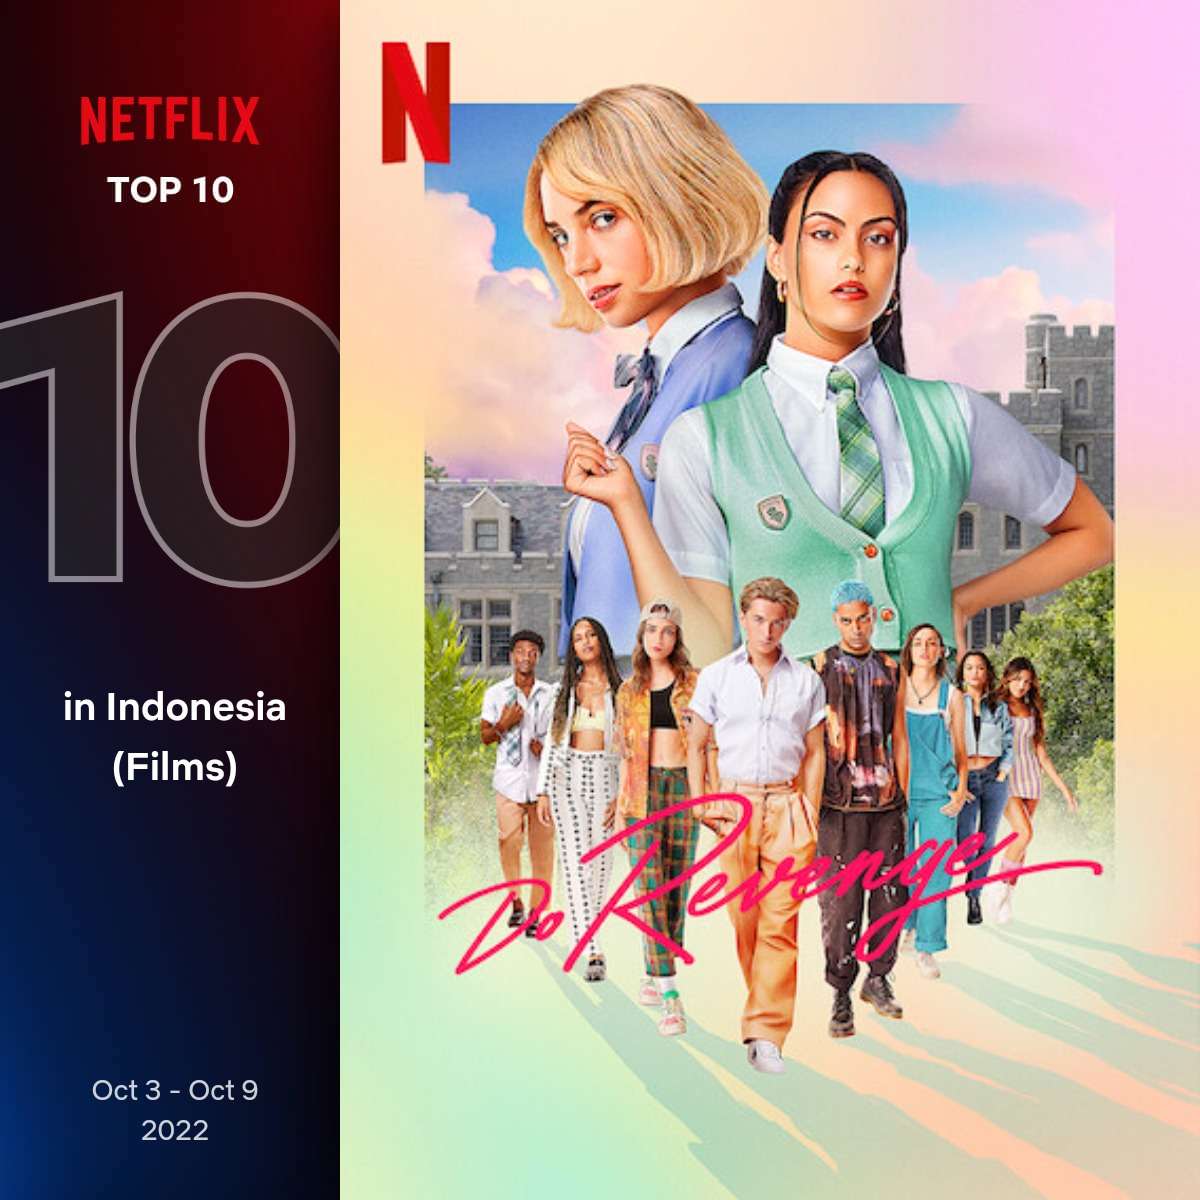 NETFLIX
TOP 10
10
in Indonesia
(Films)
Oct 3 - Oct 9
2022
N
Do Revenge